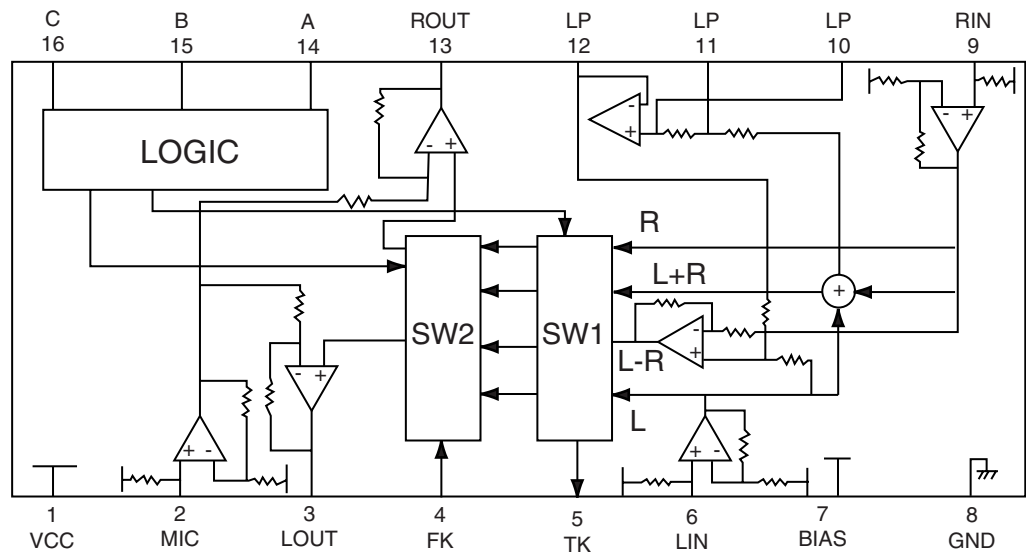 C B A ROUT LP LP LP RIN
16 15 14 13 12 11 10 9
LOGIC
- +
-
+
- +
R
L+R
+
SW2
SW1
-
+
L-R
- +
L
+ -
+ -
1 2 3 4 5 6 7 8
VCC MIC LOUT FK TK LIN BIAS GND